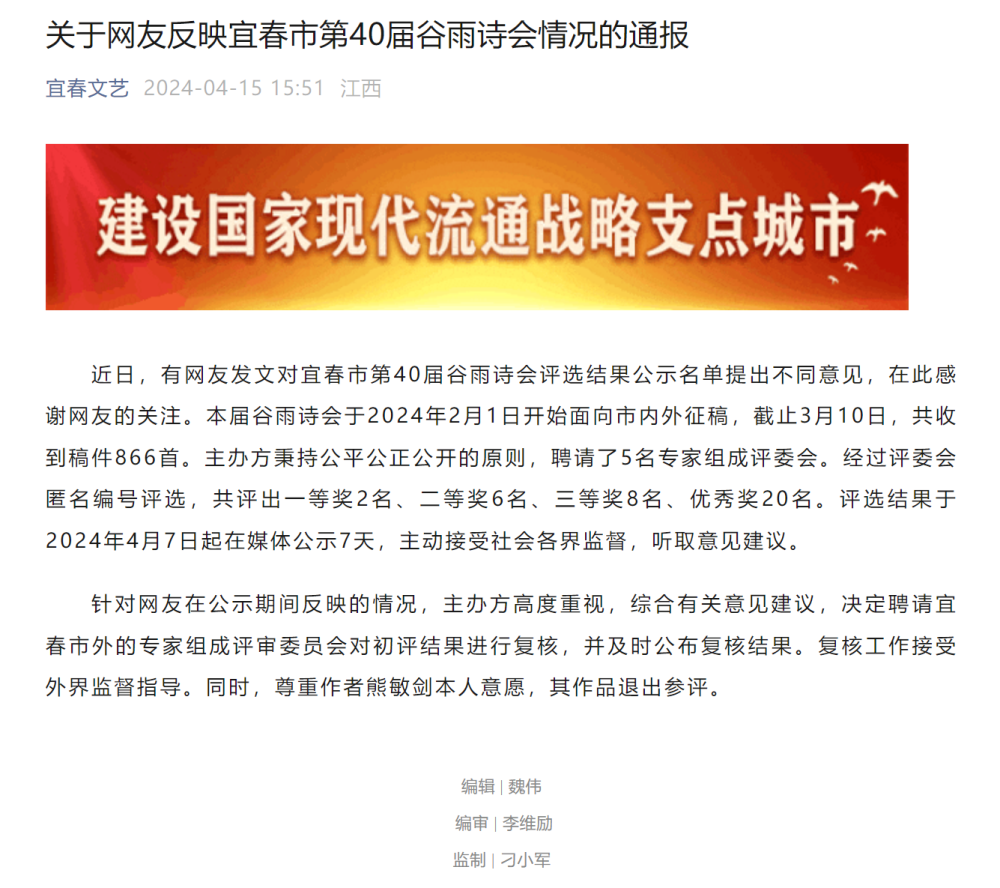 关于网友反映宜春市第40届谷雨诗会情况的通报
宜春文艺 2024-04-15 15:51 江西
建设国家现代流通战略支点城市
近日，有网友发文对宜春市第40届谷雨诗会评选结果公示名单提出不同意见，在此感
谢网友的关注。本届谷雨诗会于2024年2月1日开始面向市内外征稿，截止3月10日，共收
到稿件866首。主办方秉持公平公正公开的原则，聘请了5名专家组成评委会。经过评委会
匿名编号评选，共评出一等奖2名、二等奖6名、三等奖8名、优秀奖20名。评选结果于
2024年4月7日起在媒体公示7天，主动接受社会各界监督，听取意见建议。
针对网友在公示期间反映的情况，主办方高度重视，综合有关意见建议，决定聘请宜
春市外的专家组成评审委员会对初评结果进行复核，并及时公布复核结果。复核工作接受
外界监督指导。同时，尊重作者熊敏剑本人意愿，其作品退出参评。
编辑 | 魏伟
编审 | 李维励
监制 | 刁小军